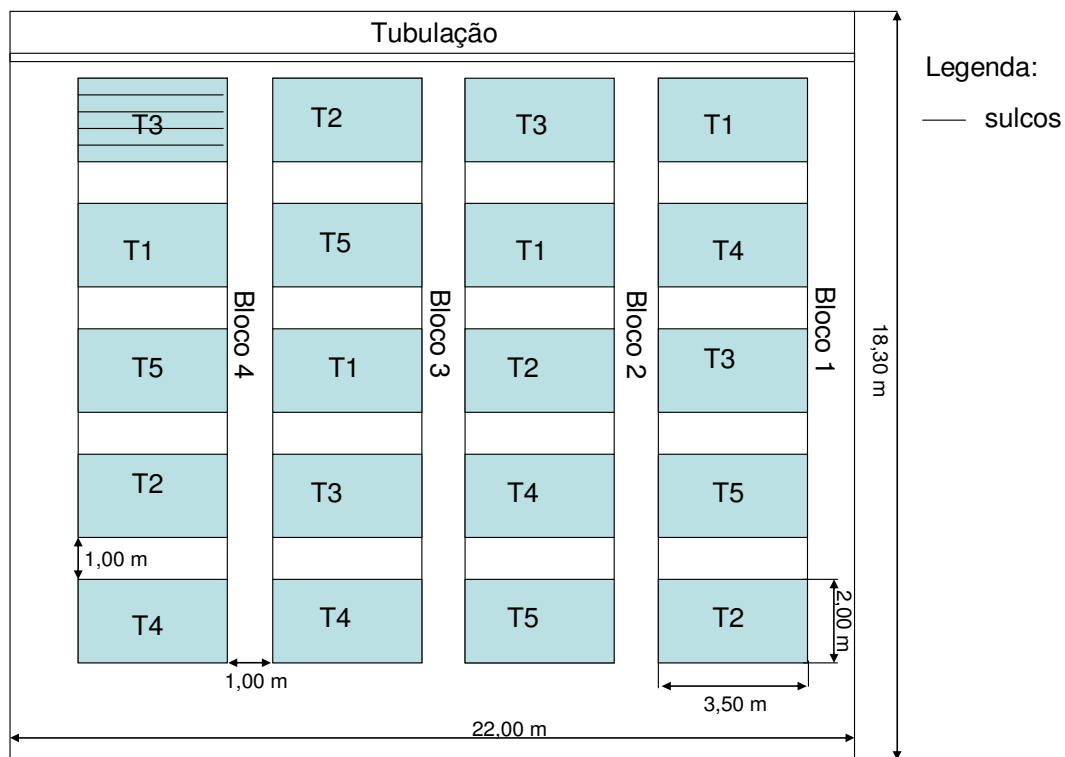 Tubulação
Legenda:
sulcos
T3
T2
T3
T1
T1
T5
T1
T4
Bloco 4
Bloco 3
Bloco 2
Bloco 1
T5
T1
T2
T3
18,30 m
T2
T3
T4
T5
1,00 m
T4
T4
T5
T2
2,00 m
1,00 m
3,50 m
22,00 m